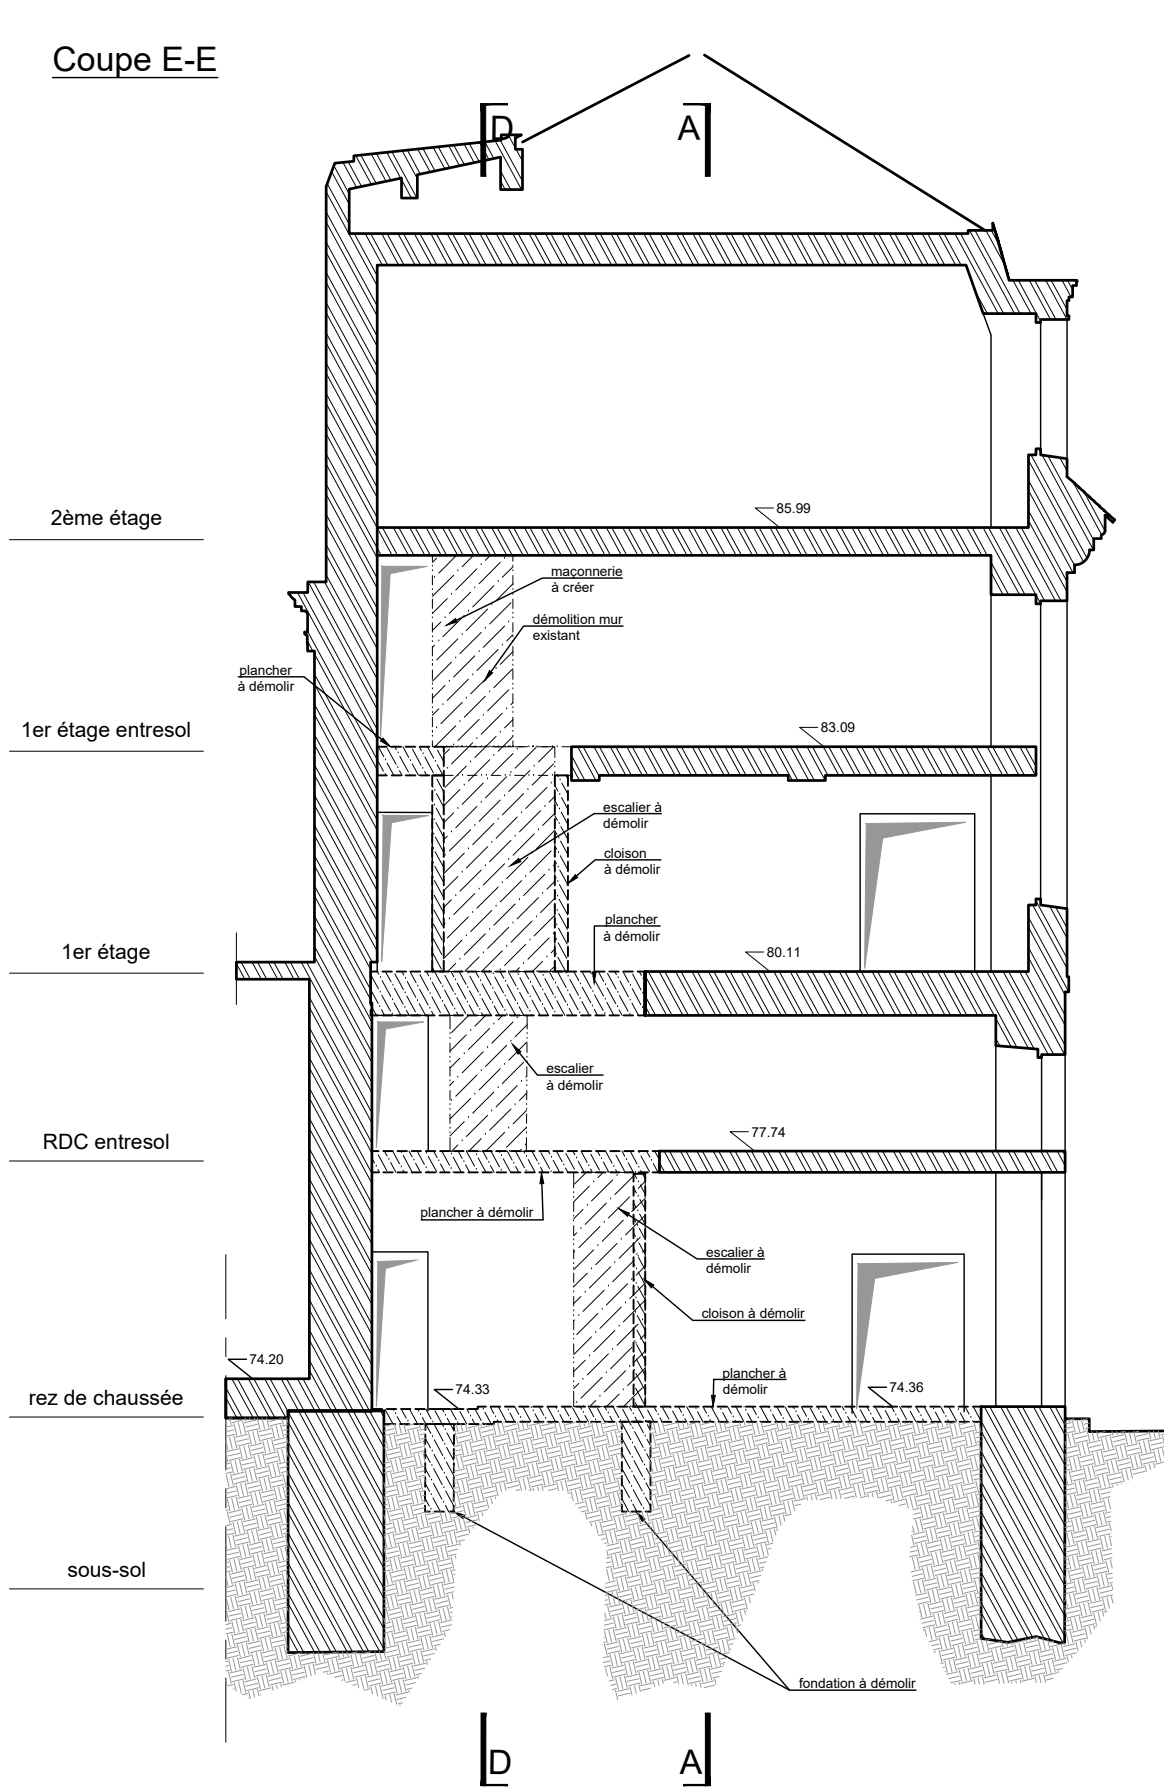 Coupe E-E
D
A
2ème étage
85.99
maçonnerie
à créer
démolition mur
existant
plancher
à démolir
1er étage entresol
83.09
escalier à
démolir
cloison
à démolir
plancher
à démolir
1er étage
80.11
escalier
à démolir
RDC entresol
77.74
plancher à démolir
escalier à
démolir
cloison à démolir
74.20
plancher à
démolir
rez de chaussée
74.33
74.36
sous-sol
fondation à démolir
D
A